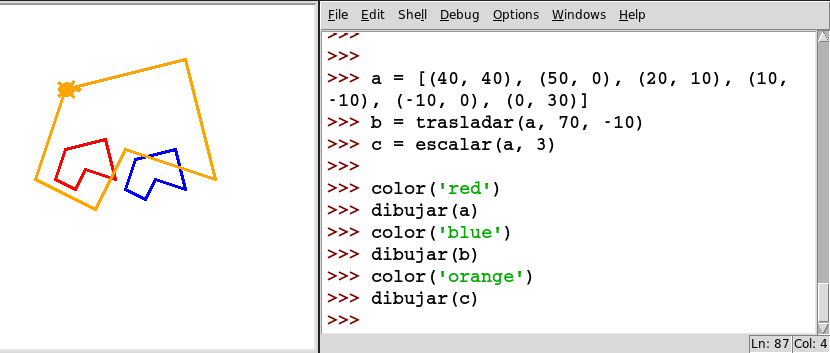 File Edit Shell Debug Options Windows Help
>>>
>>>
>>> a = [(40, 40), (50, 0), (20, 10), (10,
-10), (-10, 0), (0, 30)]
>>> b = trasladar(a, 70, -10)
>>> c = escalar(a, 3)
>>>
>>> color('red')
>>> dibujar(a)
>>> color('blue')
>>> dibujar(b)
>>> color('orange')
>>> dibujar(c)
>>>
Ln: 87 Col: 4